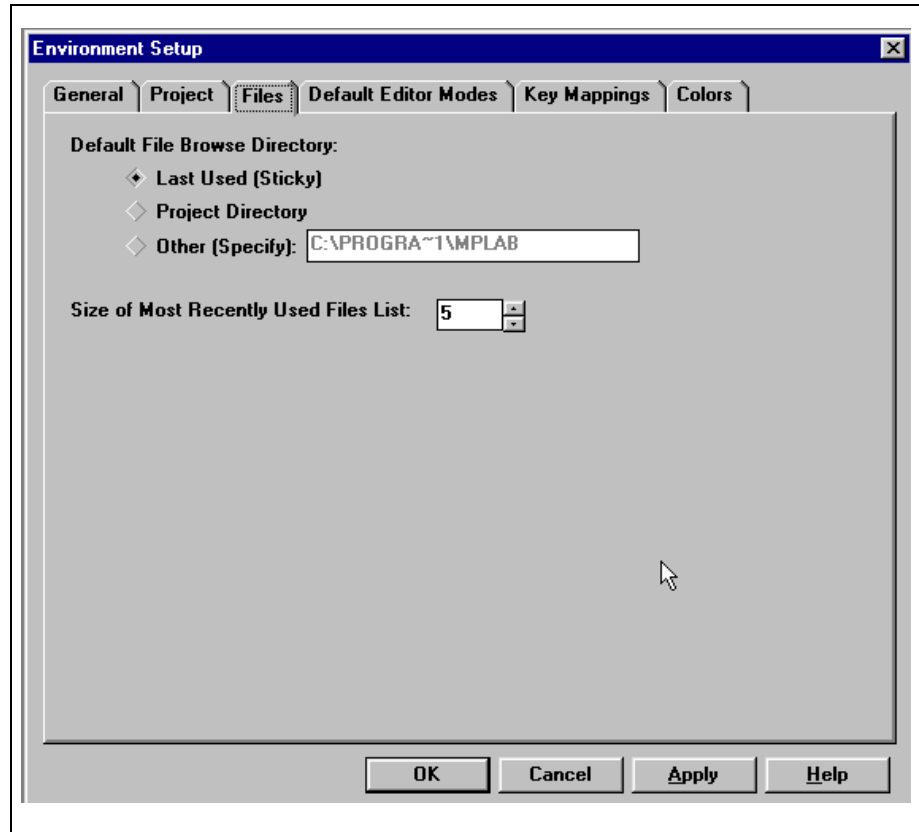 Environment Setup
General Project Files Default Editor Modes Key Mappings Colors
Default File Browse Directory:
Last Used (Sticky)
Project Directory
Other (Specify): C:\PROGRA~1\MPLAB
Size of Most Recently Used Files List: 5
OK Cancel Apply Help